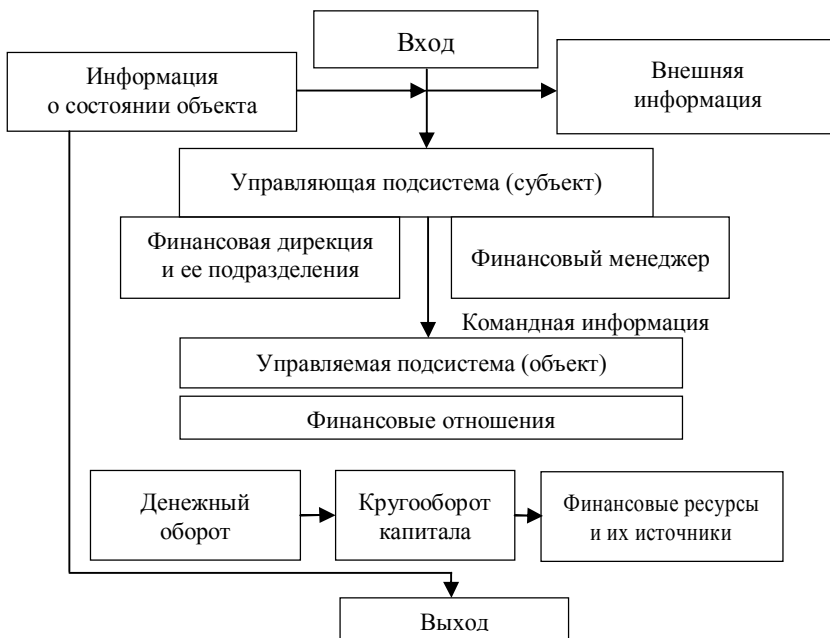 Вход
Информация
о состоянии объекта
Внешняя
информация
Управляющая подсистема (субъект)
Финансовая дирекция
и ее подразделения
Финансовый менеджер
Командная информация
Управляемая подсистема (объект)
Финансовые отношения
Денежный
оборот
Кругооборот
капитала
Финансовые ресурсы
и их источники
Выход